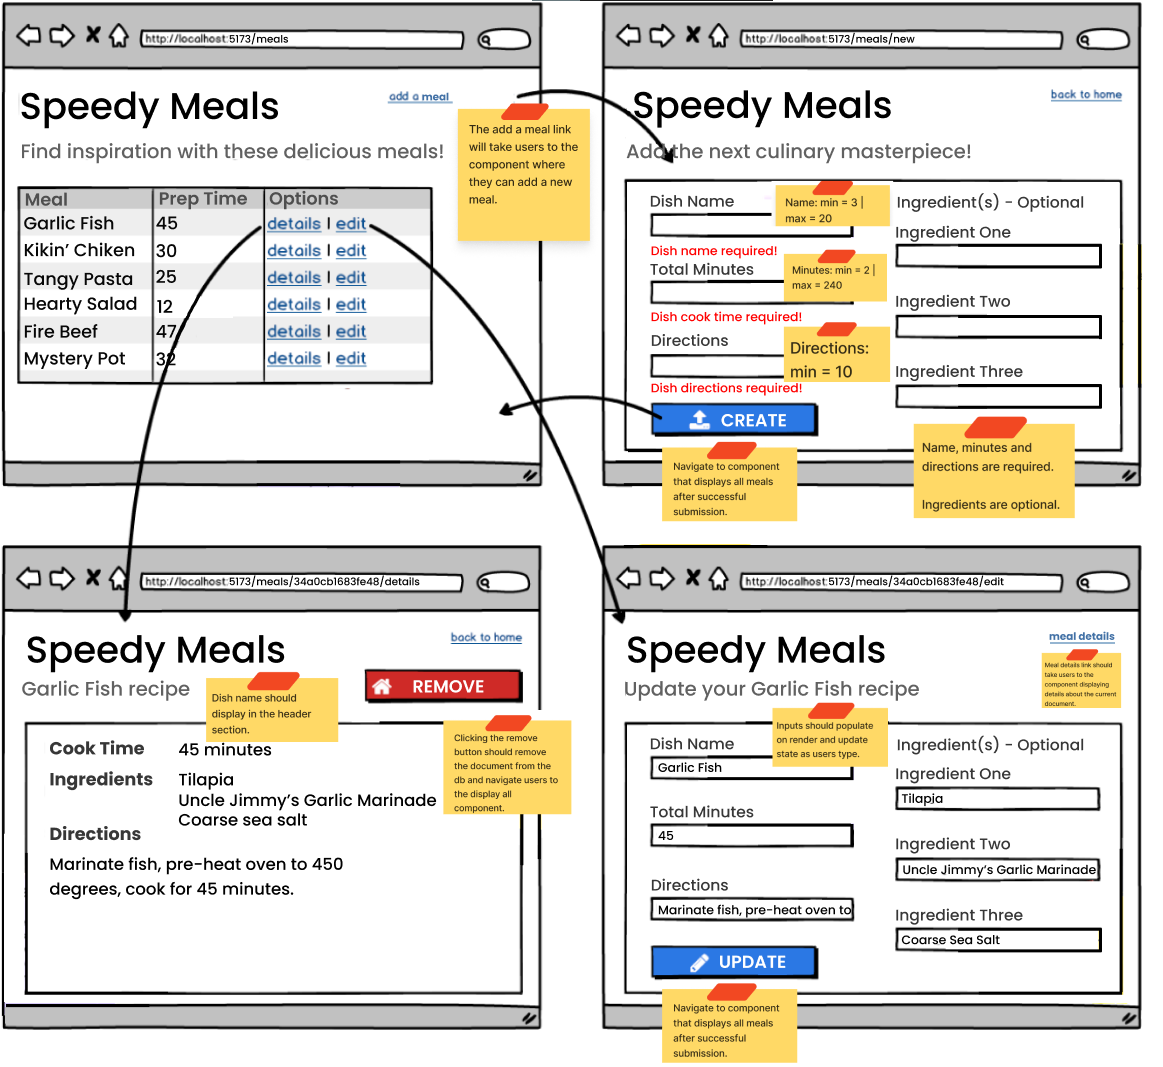 http://localhost:5173/meals
Speedy Meals
add a meal
Find inspiration with these delicious meals!
The add a meal link
will take users to the
component where
they can add a new
meal.
Meal Prep Time Options
Garlic Fish 45 details | edit
Kikin’ Chiken 30 details | edit
Tangy Pasta 25 details | edit
Hearty Salad 12 details | edit
Fire Beef 47 details | edit
Mystery Pot 32 details | edit
http://localhost:5173/meals/new
Speedy Meals
back to home
Add the next culinary masterpiece!
Dish Name
Name: min = 3 |
max = 20
Dish name required!
Total Minutes
Minutes: min = 2 |
max = 240
Dish cook time required!
Directions
Directions:
min = 10
Dish directions required!
CREATE
Navigate to component
that displays all meals
after successful
submission.
Ingredient(s) - Optional
Ingredient One
Ingredient Two
Ingredient Three
Name, minutes and
directions are required.
Ingredients are optional.
http://localhost:5173/meals/34a0cb1683fe48/details
Speedy Meals
back to home
Garlic Fish recipe
Dish name should
display in the header
section.
REMOVE
Clicking the remove
button should remove
the document from the
db and navigate users to
the display all
component.
Cook Time 45 minutes
Ingredients Tilapia
Uncle Jimmy’s Garlic Marinade
Coarse sea salt
Directions
Marinate fish, pre-heat oven to 450
degrees, cook for 45 minutes.
http://localhost:5173/meals/34a0cb1683fe48/edit
Speedy Meals
meal details
Meal details link should
take users to the
component displaying
details about the current
document.
Update your Garlic Fish recipe
Inputs should populate
on render and update
state as users type.
Dish Name
Garlic Fish
Total Minutes
45
Directions
Marinate fish, pre-heat oven to
UPDATE
Navigate to component
that displays all meals
after successful
submission.
Ingredient(s) - Optional
Ingredient One
Tilapia
Ingredient Two
Uncle Jimmy’s Garlic Marinade
Ingredient Three
Coarse Sea Salt